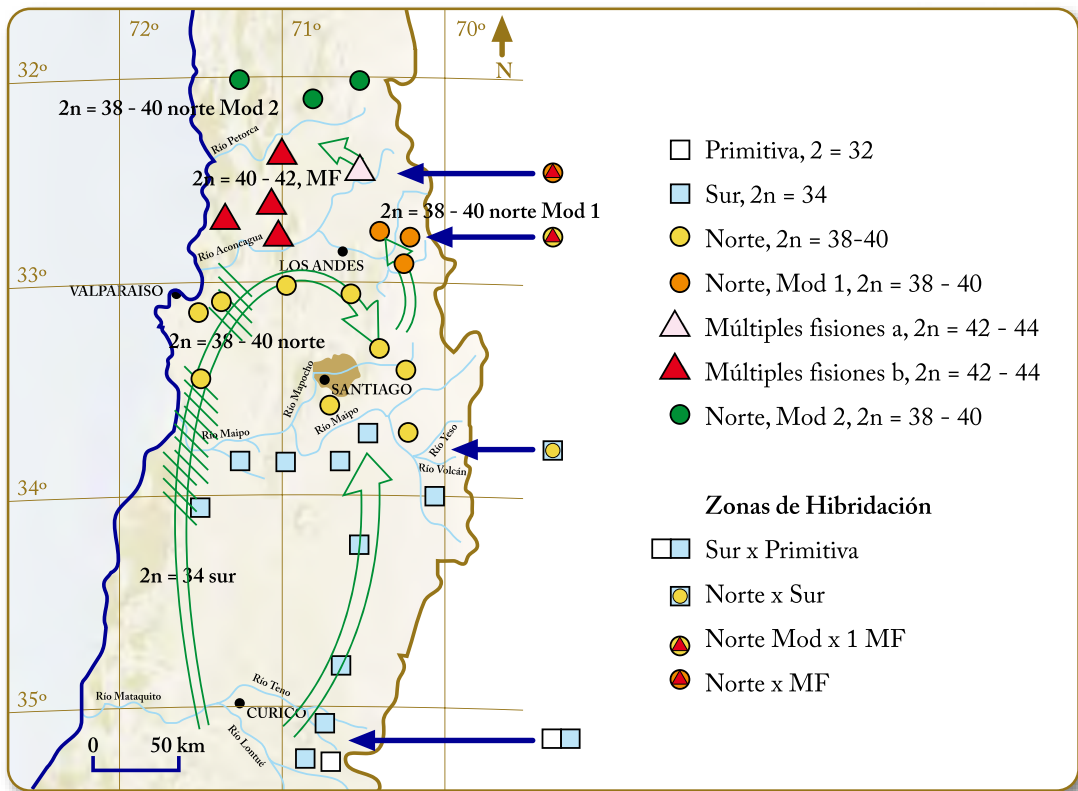 72º
71º
70º
N
32º
2n = 38 - 40 norte Mod 2
Río Petorca
2n = 40 - 42, MF
2n = 38 - 40 norte Mod 1
Río Aconcagua
LOS ANDES
33º
VALPARAISO
2n = 38 - 40 norte
Río Mapocho
SANTIAGO
Río Maipo
Río Maipo
Río Yeso
Río Volcán
34º
2n = 34 sur
Río Teno
Río Mataquito
35º
CURICÓ
Río Lontué
0 50 km
Primitiva, 2 = 32
Sur, 2n = 34
Norte, 2n = 38-40
Norte, Mod 1, 2n = 38 - 40
Múltiples fisiones a, 2n = 42 - 44
Múltiples fisiones b, 2n = 42 - 44
Norte, Mod 2, 2n = 38 - 40
Zonas de Hibridación
Sur x Primitiva
Norte x Sur
Norte Mod x 1 MF
Norte x MF